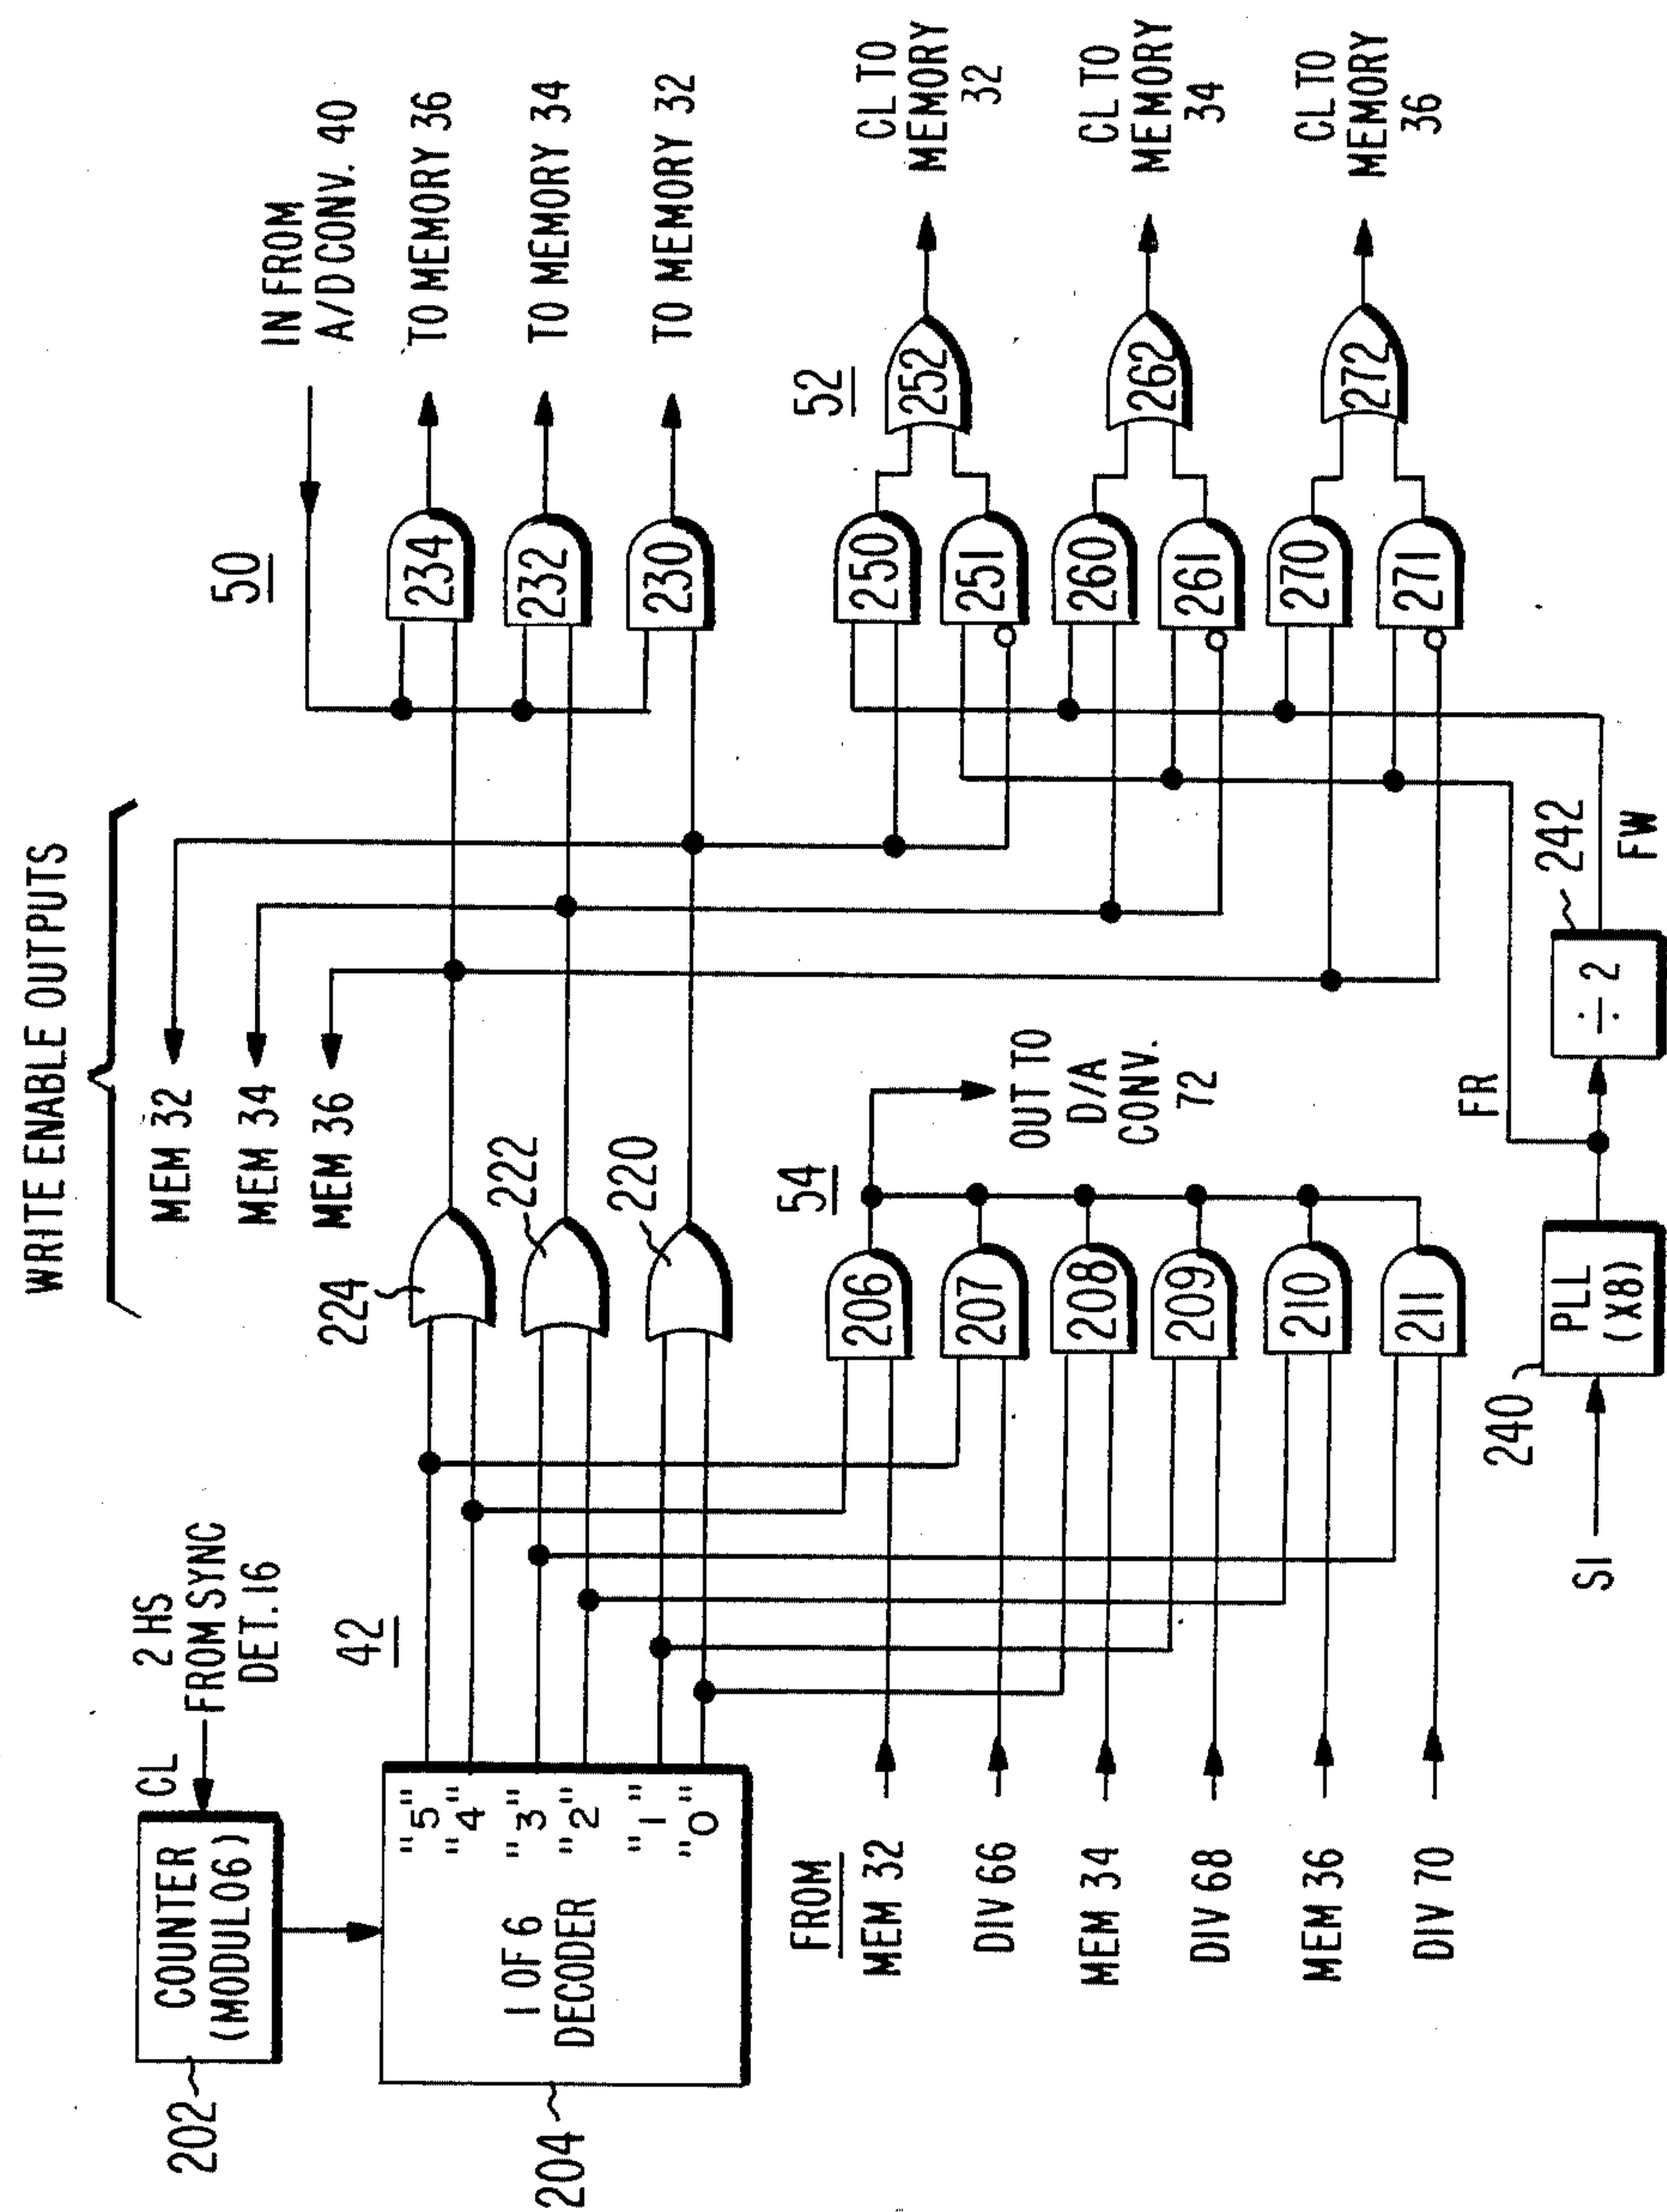 WRITE ENABLE OUTPUTS
MEM 32
MEM 34
MEM 36
IN FROM
A/D CONV. 40
TO MEMORY 36
TO MEMORY 34
TO MEMORY 32
50
234
232
230
224
222
220
202
COUNTER
(MODULO6)
CL
2 HS
FROM SYNC
DET. 16
42
204
1 OF 6
DECODER
"5"
"4"
"3"
"2"
"1"
"0"
FROM
MEM 32
DIV 66
MEM 34
DIV 68
MEM 36
DIV 70
54
206
207
208
209
210
211
OUT TO
D/A
CONV.
72
52
250
251
260
261
270
271
252
262
272
CL TO
MEMORY
32
CL TO
MEMORY
34
CL TO
MEMORY
36
SI
240
PLL
(X8)
FR
÷ 2
242
FW